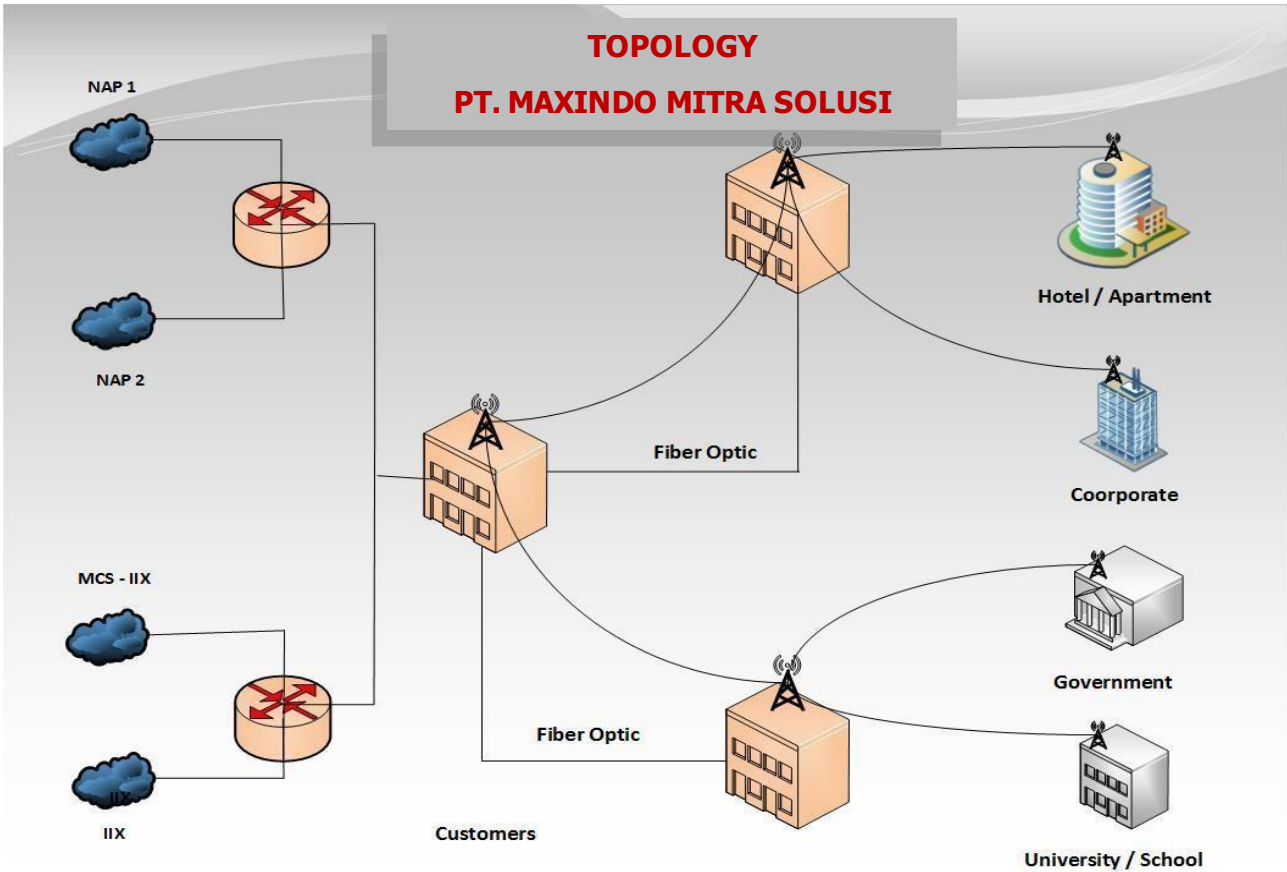 TOPOLOGY
PT. MAXINDO MITRA SOLUSI
NAP 1
NAP 2
Hotel / Apartment
Fiber Optic
Coorporate
MCS - IIX
Government
Fiber Optic
IIX
IIX
Customers
University / School